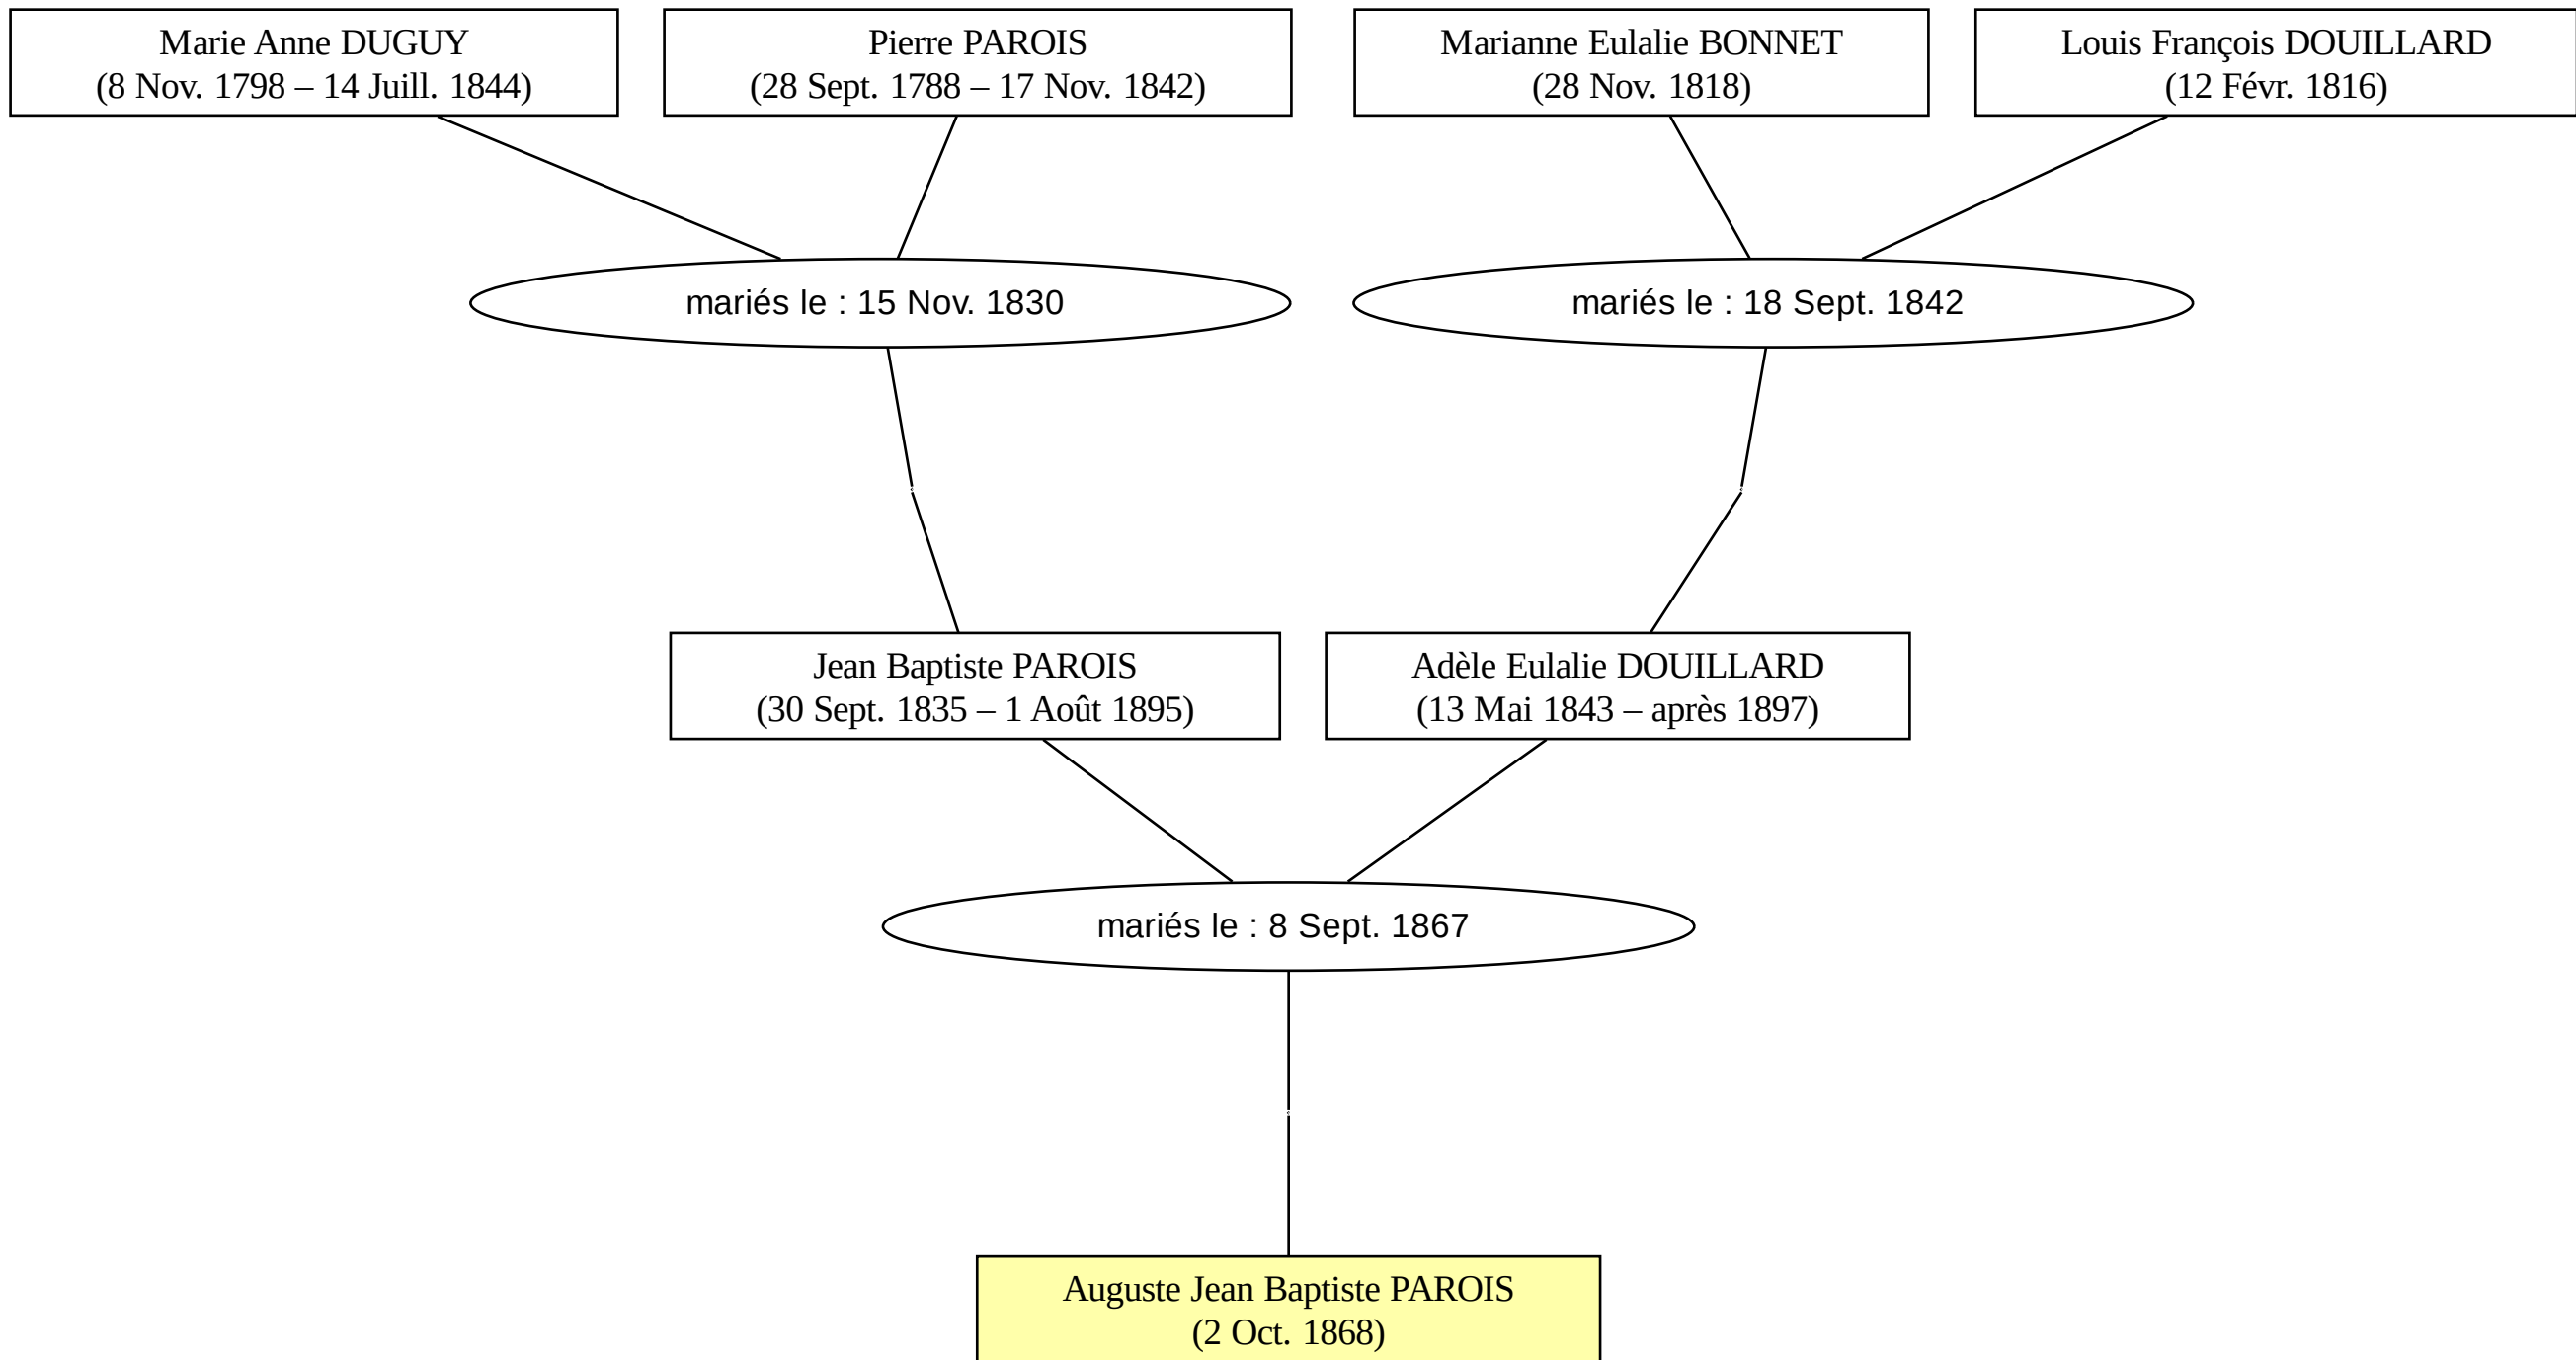 Marie Anne DUGUY
(8 Nov. 1798 – 14 Juill. 1844)
Pierre PAROIS
(28 Sept. 1788 – 17 Nov. 1842)
Marianne Eulalie BONNET
(28 Nov. 1818)
Louis François DOUILLARD
(12 Févr. 1816)
mariés le : 15 Nov. 1830
mariés le : 18 Sept. 1842
Jean Baptiste PAROIS
(30 Sept. 1835 – 1 Août 1895)
Adèle Eulalie DOUILLARD
(13 Mai 1843 – après 1897)
mariés le : 8 Sept. 1867
Auguste Jean Baptiste PAROIS
(2 Oct. 1868)